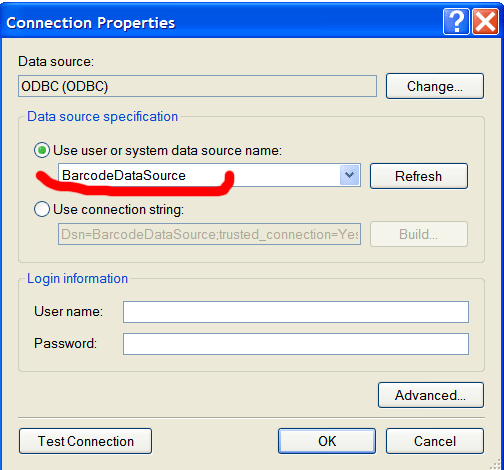 Connection Properties
Data source:
ODBC (ODBC)
Change...
Data source specification
Use user or system data source name:
BarcodeDataSource
Refresh
Use connection string:
Dsn=BarcodeDataSource;trusted_connection=Yes
Build...
Login information
User name:
Password:
Advanced...
Test Connection
OK
Cancel